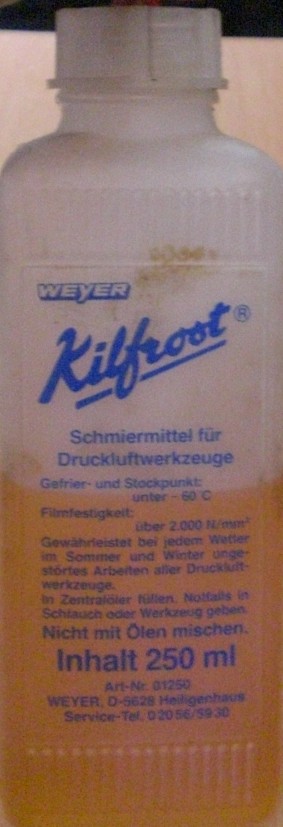 WEYER
Kilfrost®
Schmiermittel für
Druckluftwerkzeuge
Gefrier- und Stockpunkt:
unter - 60°C
Filmfestigkeit:
über 2.000 N/mm²
Gewährleistet bei jedem Wetter
im Sommer und Winter unge-
störtes Arbeiten aller Druckluft-
werkzeuge.
In Zentralöler füllen. Notfalls in
Schlauch oder Werkzeug geben.
Nicht mit Ölen mischen.
Inhalt 250 ml
Art-Nr. 01250
WEYER, D-5628 Heiligenhaus
Service-Tel. 02056/5930